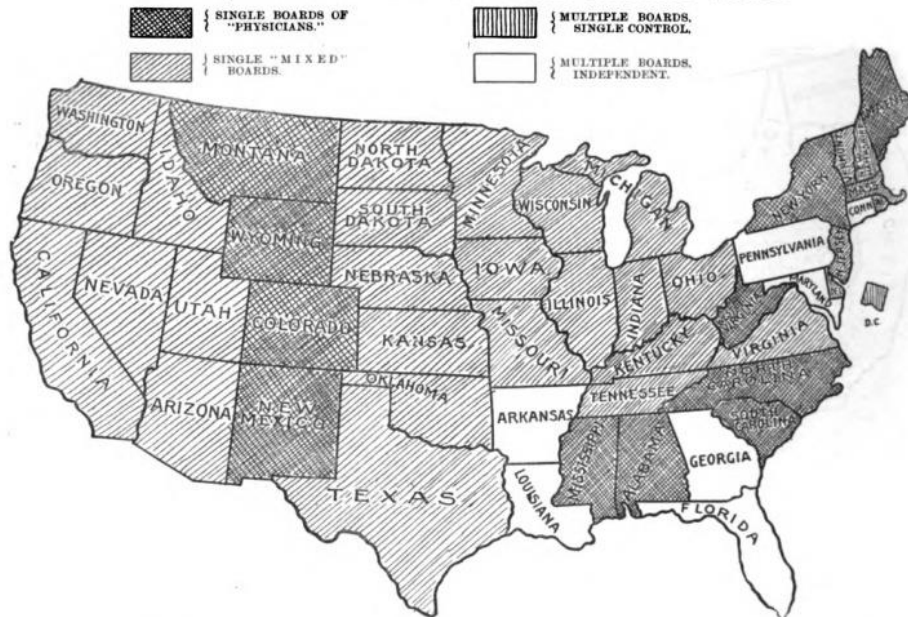 SINGLE BOARDS OF
"PHYSICIANS."
MULTIPLE BOARDS,
SINGLE CONTROL.
SINGLE "MIXED"
BOARDS.
MULTIPLE BOARDS,
INDEPENDENT.
WASHINGTON
OREGON
IDAHO
MONTANA
WYOMING
CALIFORNIA
NEVADA
UTAH
COLORADO
ARIZONA
NEW
MEXICO
NORTH
DAKOTA
SOUTH
DAKOTA
NEBRASKA
KANSAS
OKLAHOMA
TEXAS
MINNESOTA
IOWA
MISSOURI
ARKANSAS
LOUISIANA
WISCONSIN
MICHIGAN
ILLINOIS
INDIANA
OHIO
KENTUCKY
TENNESSEE
MISSISSIPPI
ALABAMA
GEORGIA
FLORIDA
SOUTH
CAROLINA
NORTH
CAROLINA
VIRGINIA
MARYLAND
D.C.
PENNSYLVANIA
N. JERSEY
NEW YORK
CONN.
MASS.